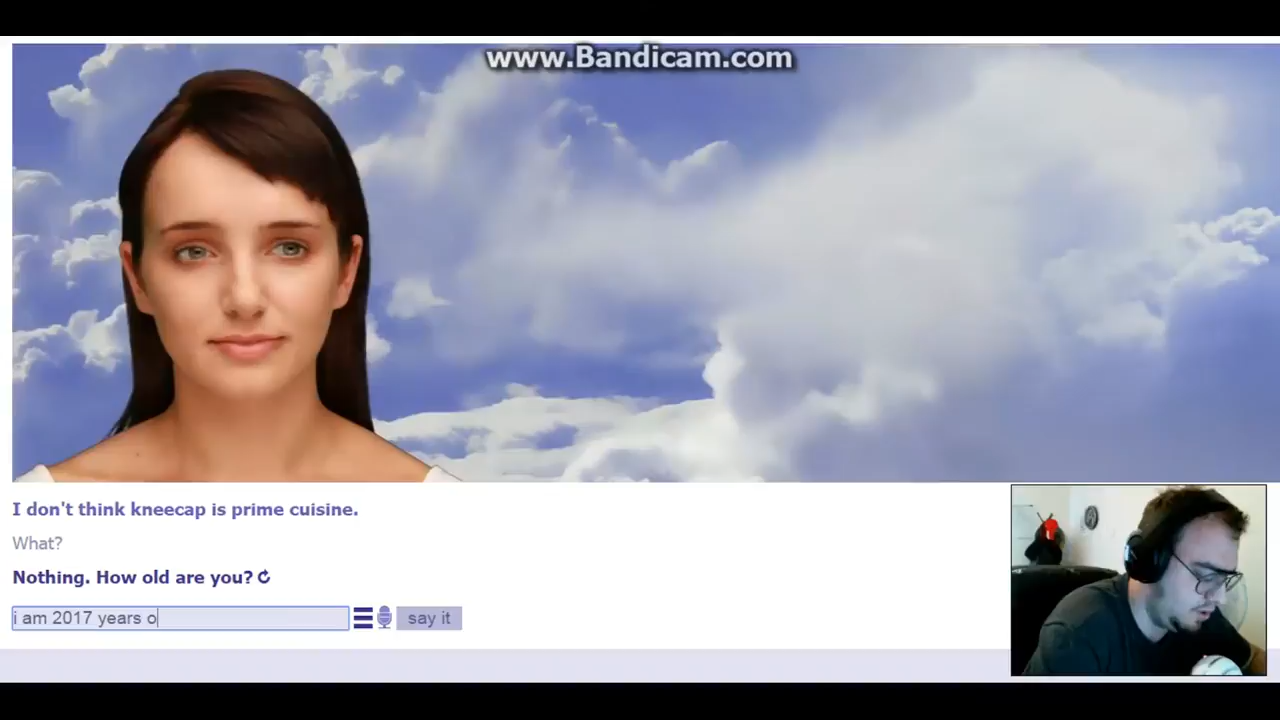 www.Bandicam.com
I don't think kneecap is prime cuisine.
What?
Nothing. How old are you?
i am 2017 years o
say it